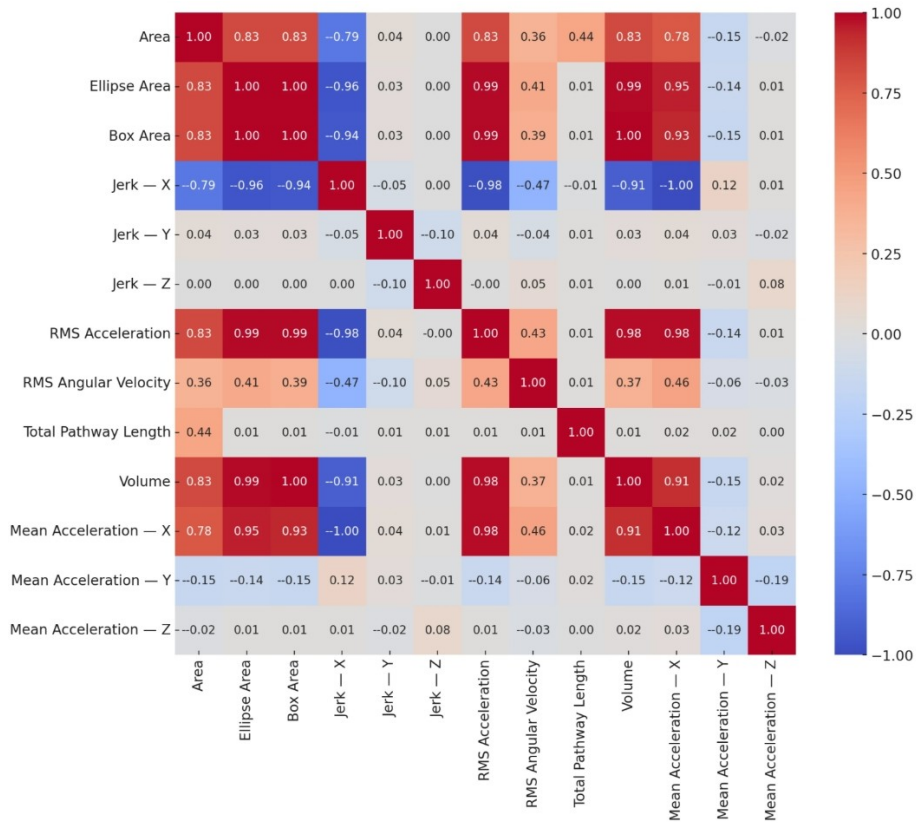 Area 1.00 0.83 0.83 --0.79 0.04 0.00 0.83 0.36 0.44 0.83 0.78 --0.15 --0.02 1.00
Ellipse Area 0.83 1.00 1.00 --0.96 0.03 0.00 0.99 0.41 0.01 0.99 0.95 --0.14 0.01 0.75
Box Area 0.83 1.00 1.00 --0.94 0.03 0.00 0.99 0.39 0.01 1.00 0.93 --0.15 0.01
Jerk — X --0.79 --0.96 --0.94 1.00 --0.05 0.00 --0.98 --0.47 --0.01 --0.91 --1.00 0.12 0.01 0.50
Jerk — Y 0.04 0.03 0.03 --0.05 1.00 --0.10 0.04 --0.04 0.01 0.03 0.04 0.03 --0.02 0.25
Jerk — Z 0.00 0.00 0.00 0.00 --0.10 1.00 -0.00 0.05 0.01 0.00 0.01 --0.01 0.08
RMS Acceleration 0.83 0.99 0.99 --0.98 0.04 -0.00 1.00 0.43 0.01 0.98 0.98 --0.14 0.01 0.00
RMS Angular Velocity 0.36 0.41 0.39 --0.47 --0.10 0.05 0.43 1.00 0.01 0.37 0.46 --0.06 --0.03 −0.25
Total Pathway Length 0.44 0.01 0.01 --0.01 0.01 0.01 0.01 0.01 1.00 0.01 0.02 0.02 0.00
Volume 0.83 0.99 1.00 --0.91 0.03 0.00 0.98 0.37 0.01 1.00 0.91 --0.15 0.02 −0.50
Mean Acceleration — X 0.78 0.95 0.93 --1.00 0.04 0.01 0.98 0.46 0.02 0.91 1.00 --0.12 0.03
Mean Acceleration — Y --0.15 --0.14 --0.15 0.12 0.03 --0.01 --0.14 --0.06 0.02 --0.15 --0.12 1.00 --0.19 −0.75
Mean Acceleration — Z --0.02 0.01 0.01 0.01 --0.02 0.08 0.01 --0.03 0.00 0.02 0.03 --0.19 1.00 −1.00
Area
Ellipse Area
Box Area
Jerk — X
Jerk — Y
Jerk — Z
RMS Acceleration
RMS Angular Velocity
Total Pathway Length
Volume
Mean Acceleration — X
Mean Acceleration — Y
Mean Acceleration — Z